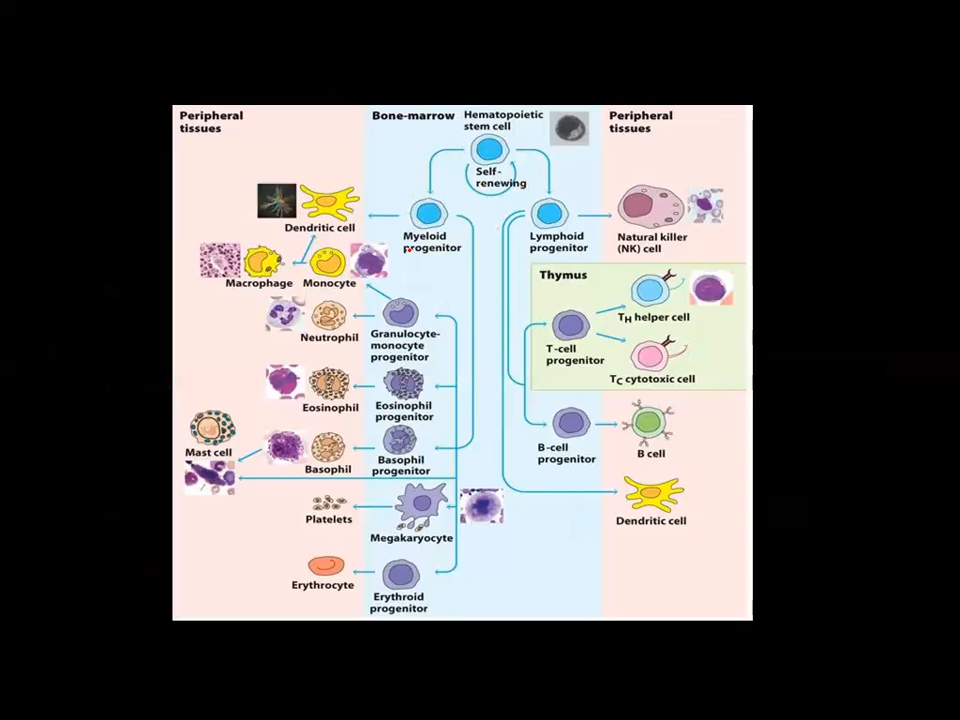 Peripheral
tissues
Bone-marrow
Hematopoietic
stem cell
Peripheral
tissues
Self-
renewing
Dendritic cell
Myeloid
progenitor
Lymphoid
progenitor
Natural killer
(NK) cell
Macrophage
Monocyte
Thymus
Neutrophil
Granulocyte-
monocyte
progenitor
TH helper cell
T-cell
progenitor
TC cytotoxic cell
Eosinophil
Eosinophil
progenitor
Mast cell
Basophil
Basophil
progenitor
B-cell
progenitor
B cell
Platelets
Megakaryocyte
Dendritic cell
Erythrocyte
Erythroid
progenitor